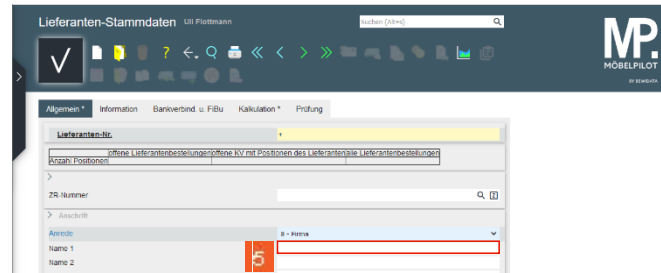 Lieferanten-Stammdaten Uli Flottmann
Suchen (Alt+s)
MP.
MÖBELPILOT
BY BEWIDATA
Allgemein * Information Bankverbind. u. FiBu Kalkulation * Prüfung
Lieferanten-Nr. +
offene Lieferantenbestellungen offene KV mit Positionen des Lieferanten alle Lieferantenbestellungen
Anzahl Positionen
ZR-Nummer
Anschrift
Anrede 8 - Firma
Name 1
5
Name 2